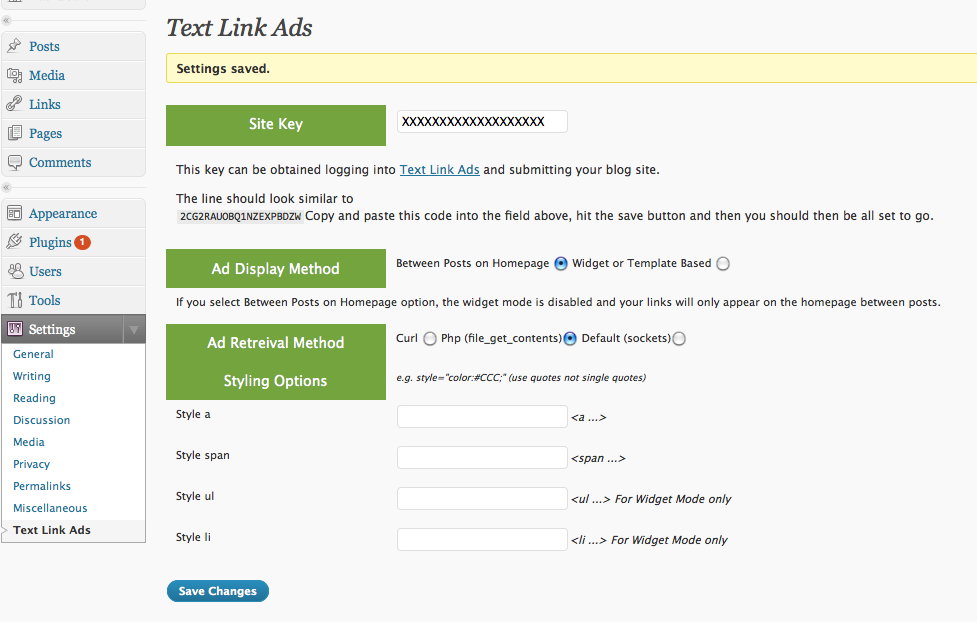 Posts
Media
Links
Pages
Comments
Appearance
Plugins 1
Users
Tools
Settings
General
Writing
Reading
Discussion
Media
Privacy
Permalinks
Miscellaneous
Text Link Ads
Text Link Ads
Settings saved.
Site Key
XXXXXXXXXXXXXXXXXXX
This key can be obtained logging into Text Link Ads and submitting your blog site.
The line should look similar to
2CG2RAUOBQ1NZEXPBDZW Copy and paste this code into the field above, hit the save button and then you should then be all set to go.
Ad Display Method
Between Posts on Homepage Widget or Template Based
If you select Between Posts on Homepage option, the widget mode is disabled and your links will only appear on the homepage between posts.
Ad Retreival Method
Curl Php (file_get_contents) Default (sockets)
Styling Options
e.g. style="color:#CCC;" (use quotes not single quotes)
Style a
<a ...>
Style span
<span ...>
Style ul
<ul ...> For Widget Mode only
Style li
<li ...> For Widget Mode only
Save Changes